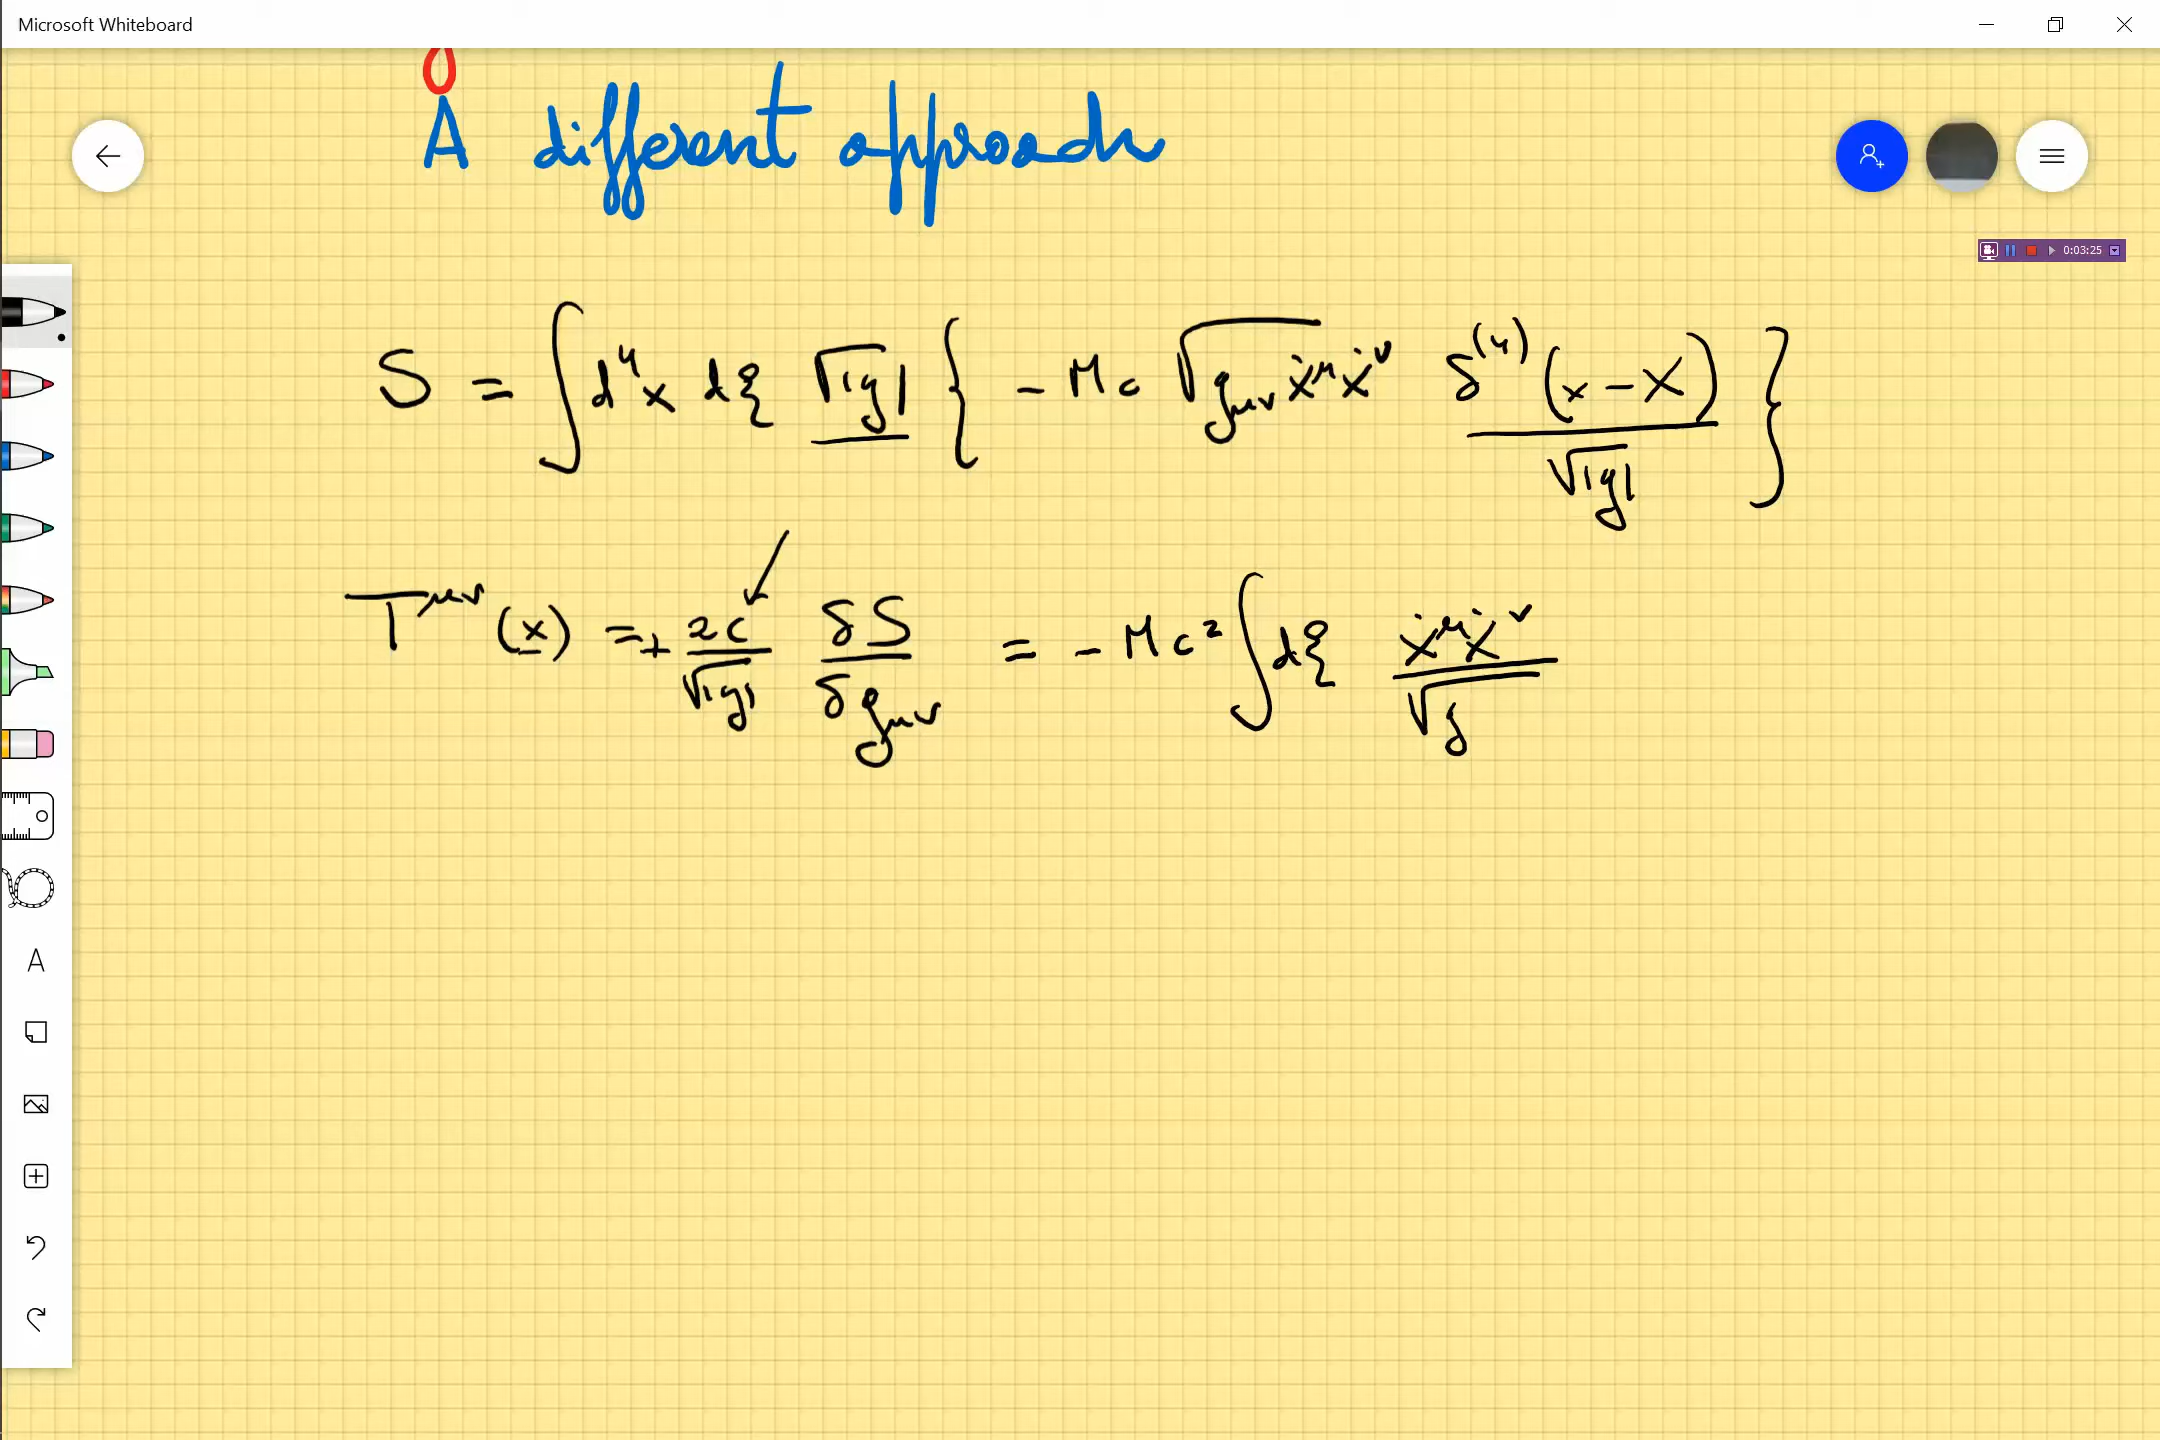 Microsoft Whiteboard
A different approach
0:03:25
S = ∫ d⁴x dξ √|g| { - Mc √(g_μν ẋ^μ ẋ^ν) δ^(4)(x - X) / √|g| }
T^μν (x) = + 2c/√|g| δS/δg_μν = - Mc² ∫ dξ ẋ^μ ẋ^ν / √g
A